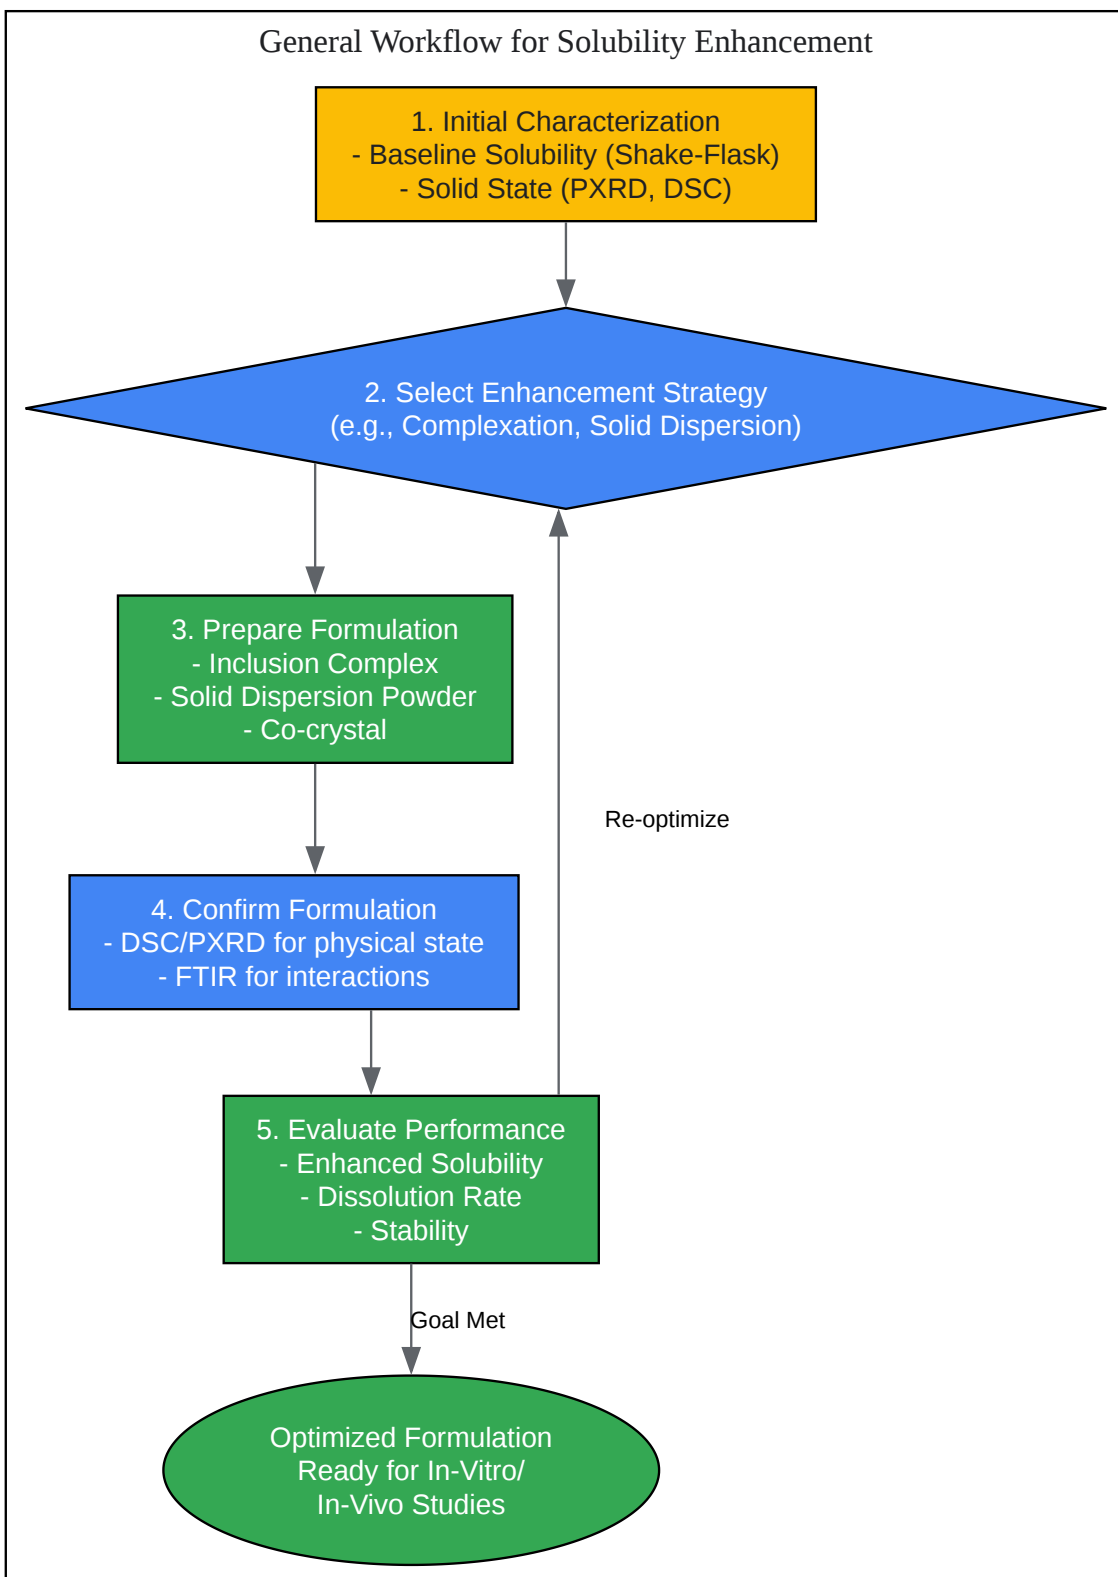 General Workflow for Solubility Enhancement
1. Initial Characterization
- Baseline Solubility (Shake-Flask)
- Solid State (PXRD, DSC)
2. Select Enhancement Strategy
(e.g., Complexation, Solid Dispersion)
3. Prepare Formulation
- Inclusion Complex
- Solid Dispersion Powder
- Co-crystal
Re-optimize
4. Confirm Formulation
- DSC/PXRD for physical state
- FTIR for interactions
5. Evaluate Performance
- Enhanced Solubility
- Dissolution Rate
- Stability
Goal Met
Optimized Formulation
Ready for In-Vitro/
In-Vivo Studies